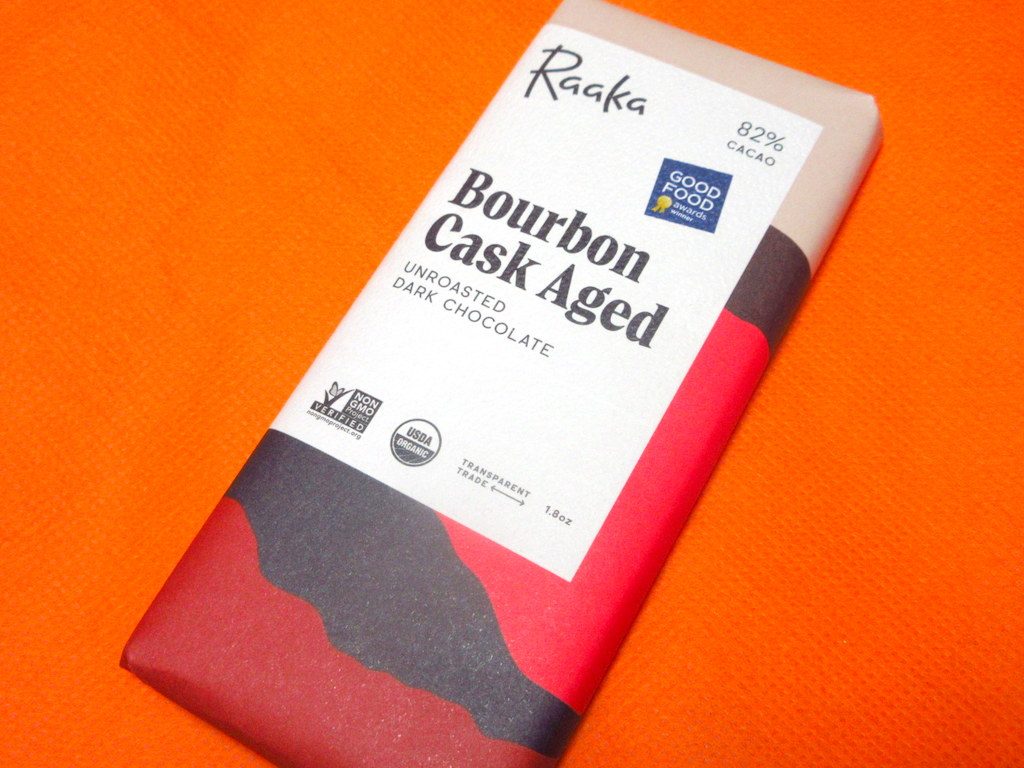 Raaka
82%
CACAO
GOOD
FOOD
awards
winner
Bourbon
Cask Aged
UNROASTED
DARK CHOCOLATE
NON
GMO
Project
VERIFIED
nongmoproject.org
USDA
ORGANIC
TRANSPARENT
TRADE
1.8oz